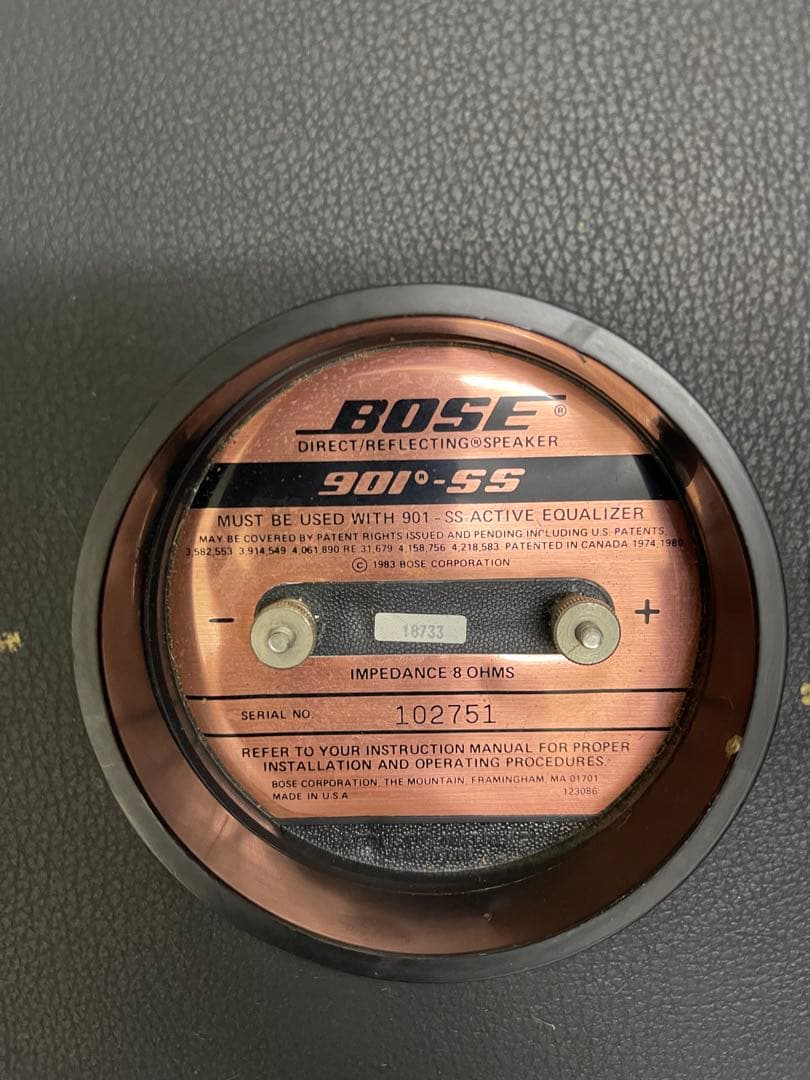 BOSE®
DIRECT/REFLECTING® SPEAKER
901®-SS
MUST BE USED WITH 901-SS ACTIVE EQUALIZER
MAY BE COVERED BY PATENT RIGHTS ISSUED AND PENDING INCLUDING U.S. PATENTS,
3,582,553 3,914,549 4,061,890 RE 31,679 4,158,756 4,218,583 PATENTED IN CANADA 1974,1980
© 1983 BOSE CORPORATION
- 18733 +
IMPEDANCE 8 OHMS
SERIAL NO. 102751
REFER TO YOUR INSTRUCTION MANUAL FOR PROPER
INSTALLATION AND OPERATING PROCEDURES.
BOSE CORPORATION, THE MOUNTAIN, FRAMINGHAM, MA 01701
MADE IN U.S.A. 123086